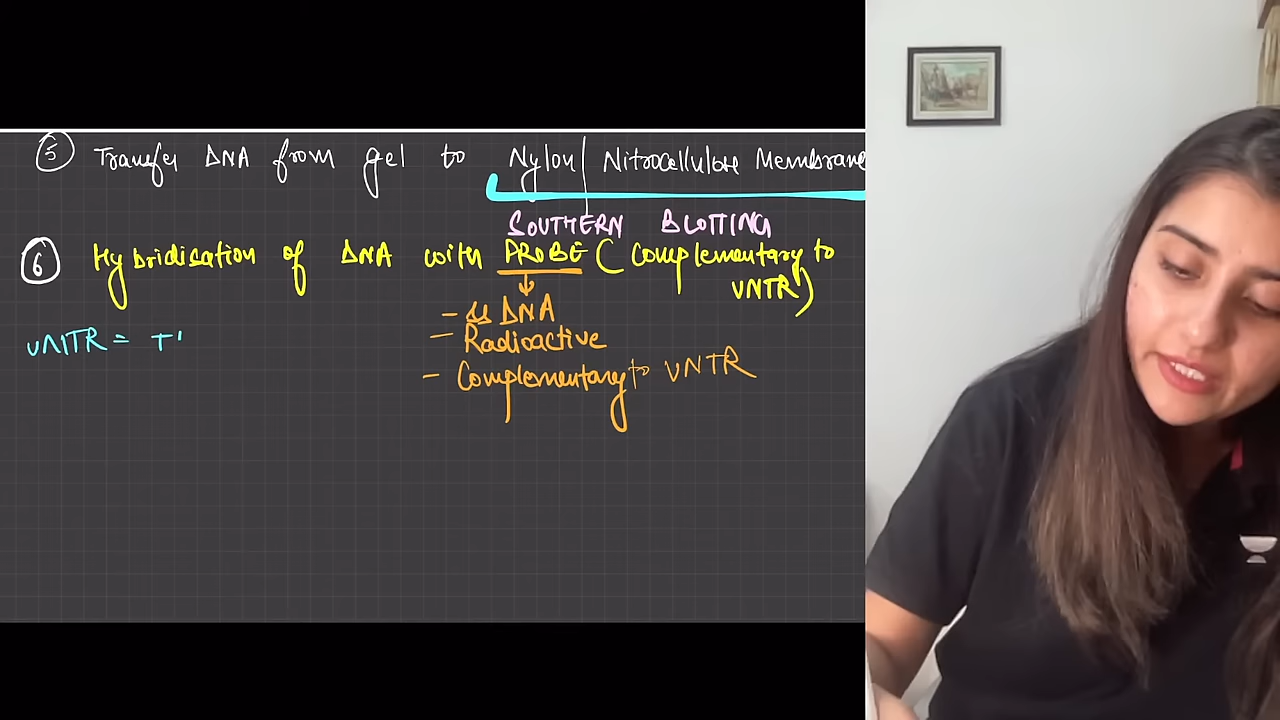 5 Transfer DNA from gel to Nylon / Nitrocellulose Membrane
SOUTHERN BLOTTING
6 Hybridisation of DNA with PROBE ( Complementary to
VNTR)
- ss DNA
- Radioactive
- Complementary to VNTR
VNTR =